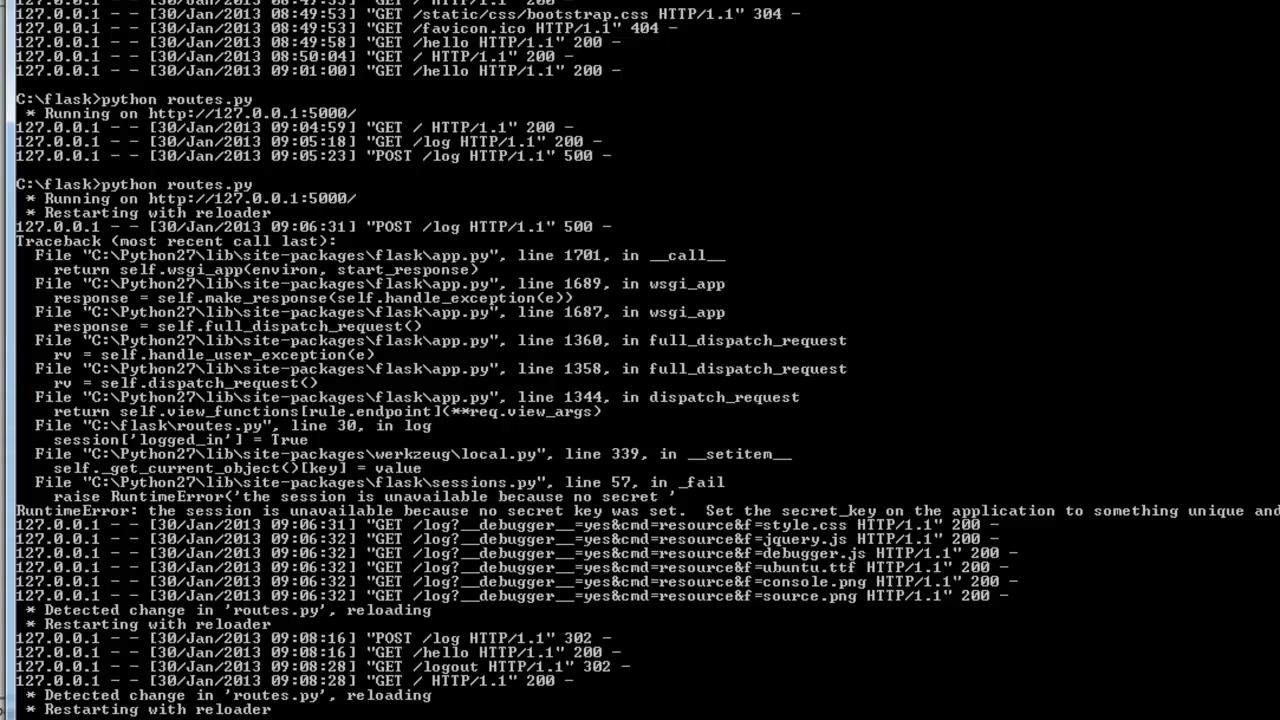 127.0.0.1 - - [30/Jan/2013 08:49:53] "GET / HTTP/1.1" 200 -
127.0.0.1 - - [30/Jan/2013 08:49:53] "GET /static/css/bootstrap.css HTTP/1.1" 304 -
127.0.0.1 - - [30/Jan/2013 08:49:53] "GET /favicon.ico HTTP/1.1" 404 -
127.0.0.1 - - [30/Jan/2013 08:49:58] "GET /hello HTTP/1.1" 200 -
127.0.0.1 - - [30/Jan/2013 08:50:04] "GET / HTTP/1.1" 200 -
127.0.0.1 - - [30/Jan/2013 09:01:00] "GET /hello HTTP/1.1" 200 -
C:\flask>python routes.py
* Running on http://127.0.0.1:5000/
127.0.0.1 - - [30/Jan/2013 09:04:59] "GET / HTTP/1.1" 200 -
127.0.0.1 - - [30/Jan/2013 09:05:18] "GET /log HTTP/1.1" 200 -
127.0.0.1 - - [30/Jan/2013 09:05:23] "POST /log HTTP/1.1" 500 -
C:\flask>python routes.py
* Running on http://127.0.0.1:5000/
* Restarting with reloader
127.0.0.1 - - [30/Jan/2013 09:06:31] "POST /log HTTP/1.1" 500 -
Traceback (most recent call last):
File "C:\Python27\lib\site-packages\flask\app.py", line 1701, in __call__
return self.wsgi_app(environ, start_response)
File "C:\Python27\lib\site-packages\flask\app.py", line 1689, in wsgi_app
response = self.make_response(self.handle_exception(e))
File "C:\Python27\lib\site-packages\flask\app.py", line 1687, in wsgi_app
response = self.full_dispatch_request()
File "C:\Python27\lib\site-packages\flask\app.py", line 1360, in full_dispatch_request
rv = self.handle_user_exception(e)
File "C:\Python27\lib\site-packages\flask\app.py", line 1358, in full_dispatch_request
rv = self.dispatch_request()
File "C:\Python27\lib\site-packages\flask\app.py", line 1344, in dispatch_request
return self.view_functions[rule.endpoint](**req.view_args)
File "C:\flask\routes.py", line 30, in log
session['logged_in'] = True
File "C:\Python27\lib\site-packages\werkzeug\local.py", line 339, in __setitem__
self._get_current_object()[key] = value
File "C:\Python27\lib\site-packages\flask\sessions.py", line 57, in _fail
raise RuntimeError('the session is unavailable because no secret '
RuntimeError: the session is unavailable because no secret key was set.  Set the secret_key on the application to something unique and
127.0.0.1 - - [30/Jan/2013 09:06:31] "GET /log?__debugger__=yes&cmd=resource&f=style.css HTTP/1.1" 200 -
127.0.0.1 - - [30/Jan/2013 09:06:32] "GET /log?__debugger__=yes&cmd=resource&f=jquery.js HTTP/1.1" 200 -
127.0.0.1 - - [30/Jan/2013 09:06:32] "GET /log?__debugger__=yes&cmd=resource&f=debugger.js HTTP/1.1" 200 -
127.0.0.1 - - [30/Jan/2013 09:06:32] "GET /log?__debugger__=yes&cmd=resource&f=ubuntu.ttf HTTP/1.1" 200 -
127.0.0.1 - - [30/Jan/2013 09:06:32] "GET /log?__debugger__=yes&cmd=resource&f=console.png HTTP/1.1" 200 -
127.0.0.1 - - [30/Jan/2013 09:06:32] "GET /log?__debugger__=yes&cmd=resource&f=source.png HTTP/1.1" 200 -
* Detected change in 'routes.py', reloading
* Restarting with reloader
127.0.0.1 - - [30/Jan/2013 09:08:16] "POST /log HTTP/1.1" 302 -
127.0.0.1 - - [30/Jan/2013 09:08:16] "GET /hello HTTP/1.1" 200 -
127.0.0.1 - - [30/Jan/2013 09:08:28] "GET /logout HTTP/1.1" 302 -
127.0.0.1 - - [30/Jan/2013 09:08:28] "GET / HTTP/1.1" 200 -
* Detected change in 'routes.py', reloading
* Restarting with reloader